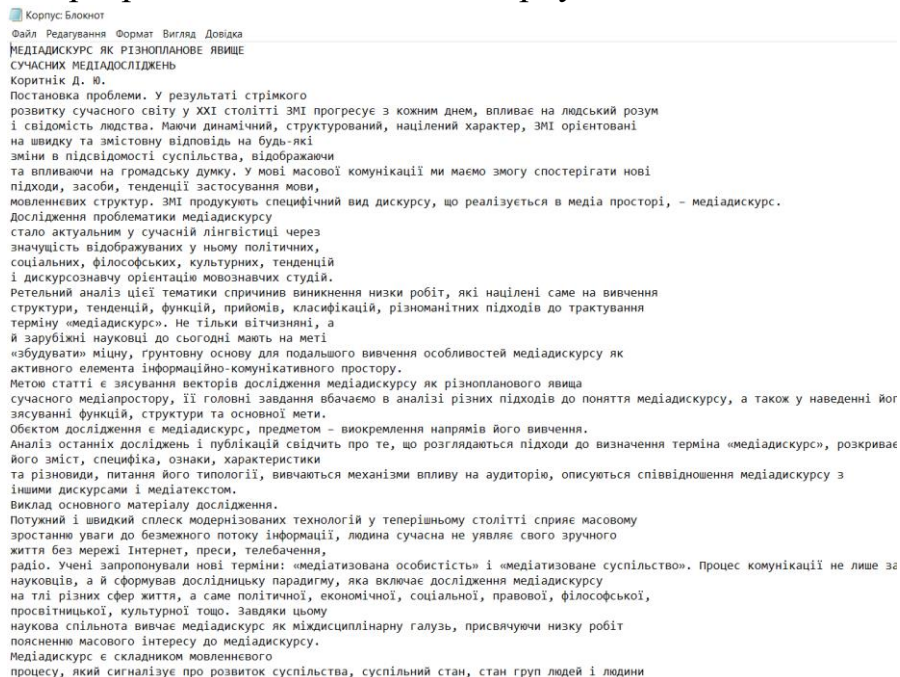 Корпус: Блокнот
Файл Редагування Формат Вигляд Довідка
МЕДІАДИСКУРС ЯК РІЗНОПЛАНОВЕ ЯВИЩЕ
СУЧАСНИХ МЕДІАДОСЛІДЖЕНЬ
Коритнік Д. Ю.
Постановка проблеми. У результаті стрімкого
розвитку сучасного світу у XXI столітті ЗМІ прогресує з кожним днем, впливає на людський розум
і свідомість людства. Маючи динамічний, структурований, націлений характер, ЗМІ орієнтовані
на швидку та змістовну відповідь на будь-які
зміни в підсвідомості суспільства, відображаючи
та впливаючи на громадську думку. У мові масової комунікації ми маємо змогу спостерігати нові
підходи, засоби, тенденції застосування мови,
мовленнєвих структур. ЗМІ продукують специфічний вид дискурсу, що реалізується в медіа просторі, – медіадискурс.
Дослідження проблематики медіадискурсу
стало актуальним у сучасній лінгвістиці через
значущість відображуваних у ньому політичних,
соціальних, філософських, культурних, тенденцій
і дискурсознавчу орієнтацію мовознавчих студій.
Ретельний аналіз цієї тематики спричинив виникнення низки робіт, які націлені саме на вивчення
структури, тенденцій, функцій, прийомів, класифікацій, різноманітних підходів до трактування
терміну «медіадискурс». Не тільки вітчизняні, а
й зарубіжні науковці до сьогодні мають на меті
«збудувати» міцну, ґрунтовну основу для подальшого вивчення особливостей медіадискурсу як
активного елемента інформаційно-комунікативного простору.
Метою статті є зясування векторів дослідження медіадискурсу як різнопланового явища
сучасного медіапростору, її головні завдання вбачаємо в аналізі різних підходів до поняття медіадискурсу, а також у наведенні йог
зясуванні функцій, структури та основної мети.
Обєктом дослідження є медіадискурс, предметом – виокремлення напрямів його вивчення.
Аналіз останніх досліджень і публікацій свідчить про те, що розглядаються підходи до визначення терміна «медіадискурс», розкриває
його зміст, специфіка, ознаки, характеристики
та різновиди, питання його типології, вивчаються механізми впливу на аудиторію, описуються співвідношення медіадискурсу з
іншими дискурсами і медіатекстом.
Виклад основного матеріалу дослідження.
Потужний і швидкий сплеск модернізованих технологій у теперішньому столітті сприяє масовому
зростанню уваги до безмежного потоку інформації, людина сучасна не уявляє свого зручного
життя без мережі Інтернет, преси, телебачення,
радіо. Учені запропонували нові терміни: «медіатизована особистість» і «медіатизоване суспільство». Процес комунікації не лише за
науковців, а й сформував дослідницьку парадигму, яка включає дослідження медіадискурсу
на тлі різних сфер життя, а саме політичної, економічної, соціальної, правової, філософської,
просвітницької, культурної тощо. Завдяки цьому
наукова спільнота вивчає медіадискурс як міждисциплінарну галузь, присвячуючи низку робіт
поясненню масового інтересу до медіадискурсу.
Медіадискурс є складником мовленнєвого
процесу, який сигналізує про розвиток суспільства, суспільний стан, стан груп людей і людини